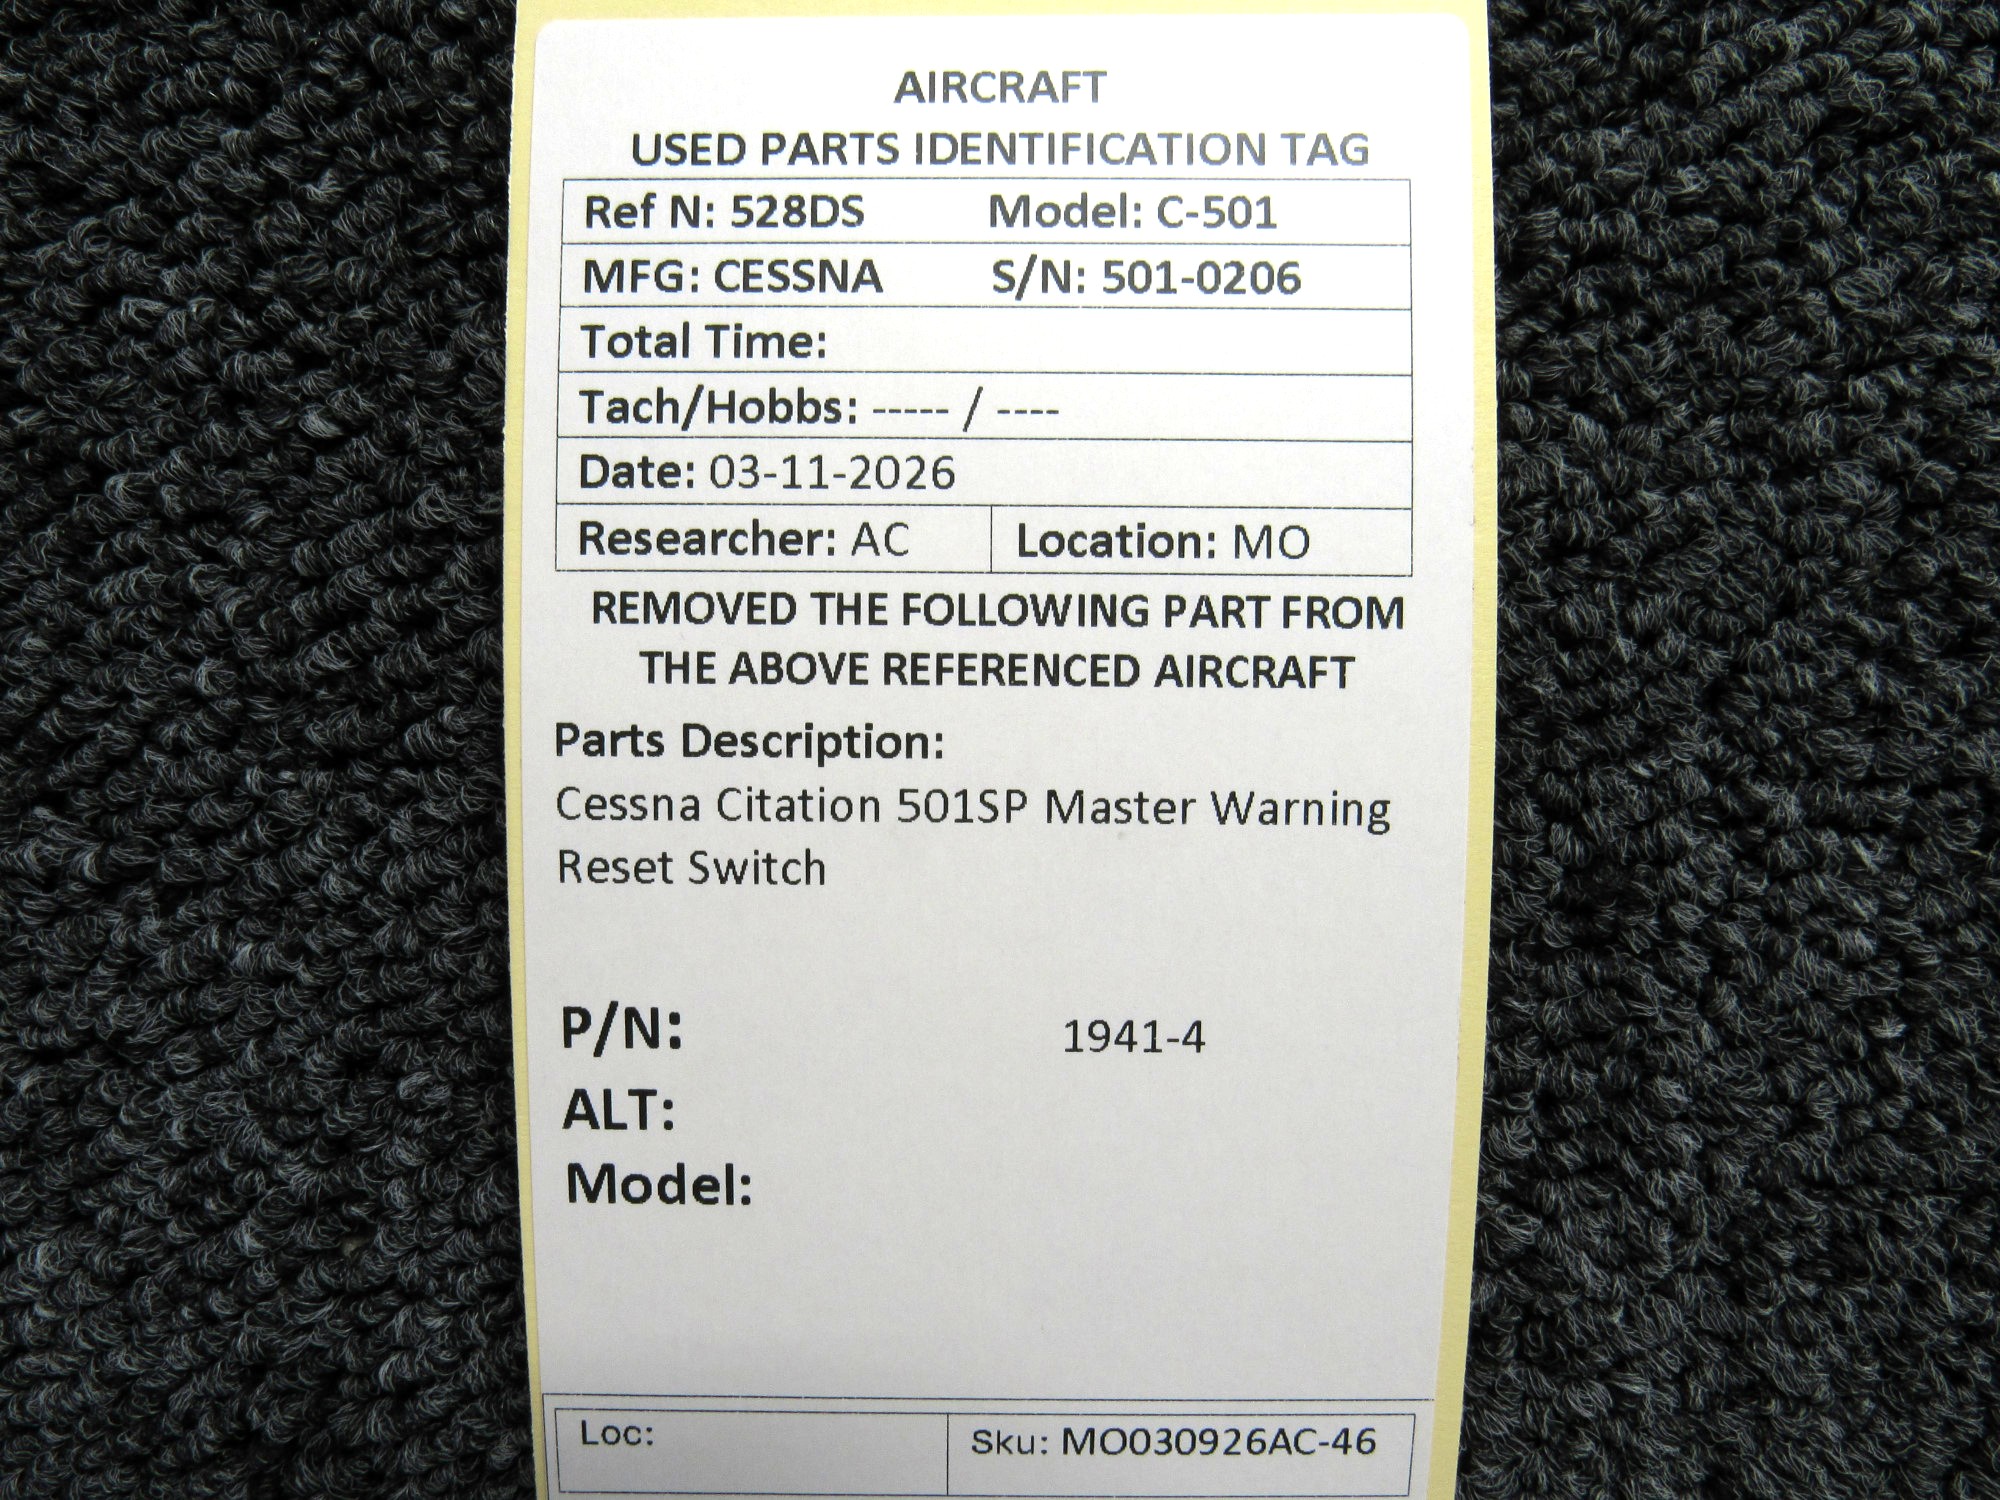 AIRCRAFT
USED PARTS IDENTIFICATION TAG
Ref N: 528DS Model: C-501
MFG: CESSNA S/N: 501-0206
Total Time:
Tach/Hobbs: ----- / ----
Date: 03-11-2026
Researcher: AC Location: MO
REMOVED THE FOLLOWING PART FROM
THE ABOVE REFERENCED AIRCRAFT
Parts Description:
Cessna Citation 501SP Master Warning
Reset Switch
P/N: 1941-4
ALT:
Model:
Loc: Sku: MO030926AC-46